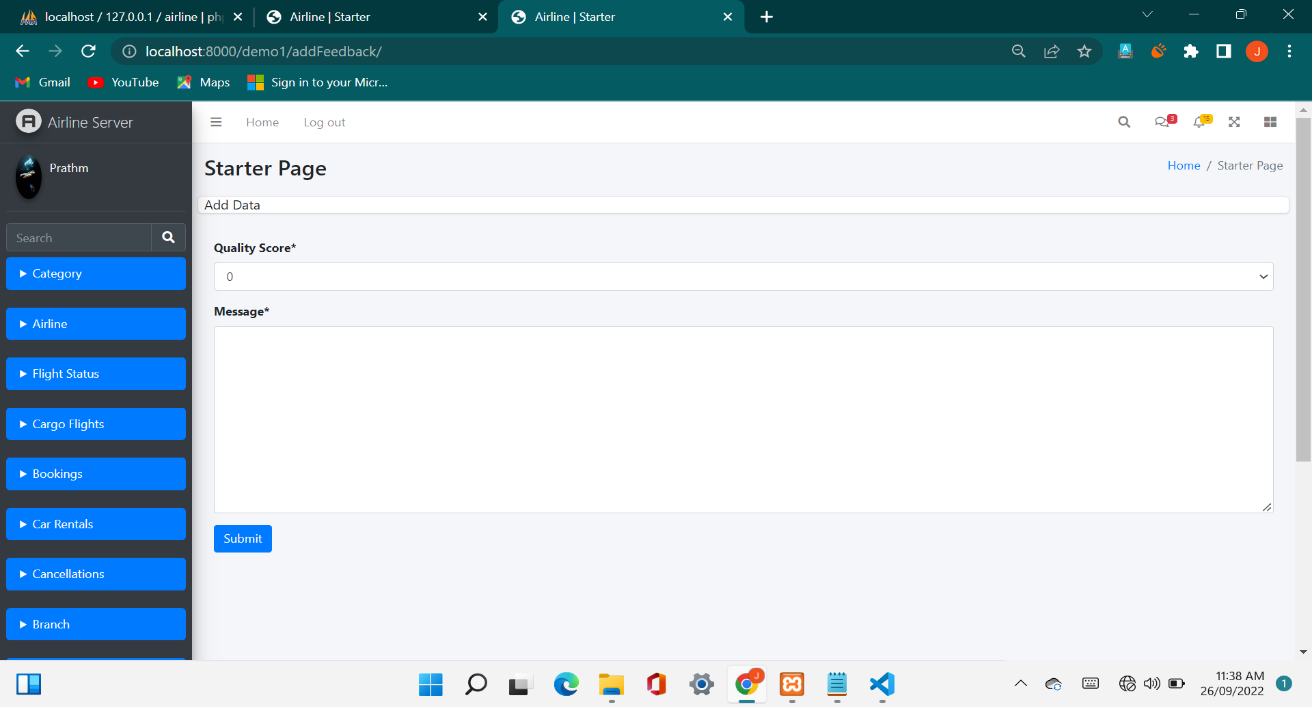 localhost / 127.0.0.1 / airline | ph
Airline | Starter
Airline | Starter
localhost:8000/demo1/addFeedback/
A
J
Gmail
YouTube
Maps
Sign in to your Micr...
Airline Server
Home
Log out
3
15
Prathm
Starter Page
Home / Starter Page
Add Data
Search
Quality Score*
0
Message*
Submit
Category
Airline
Flight Status
Cargo Flights
Bookings
Car Rentals
Cancellations
Branch
J
11:38 AM
26/09/2022
1